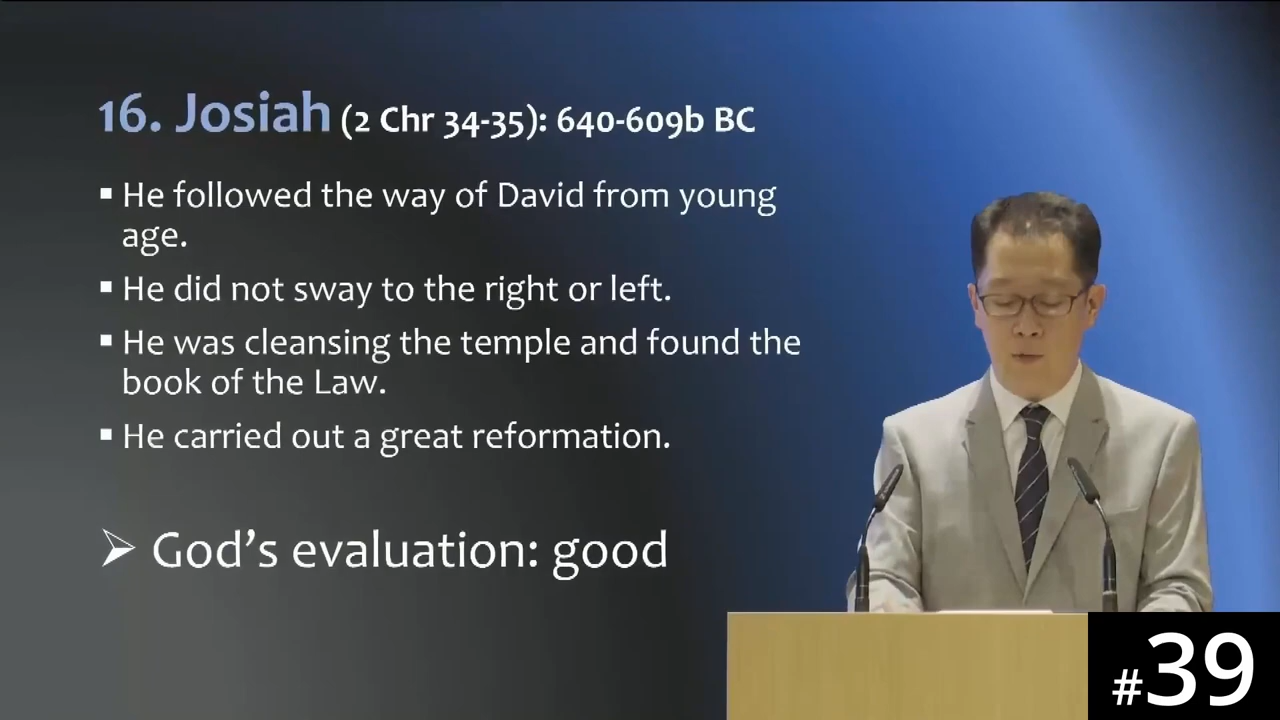 16. Josiah (2 Chr 34-35): 640-609b BC
▪ He followed the way of David from young
age.
▪ He did not sway to the right or left.
▪ He was cleansing the temple and found the
book of the Law.
▪ He carried out a great reformation.
➢ God’s evaluation: good
#39